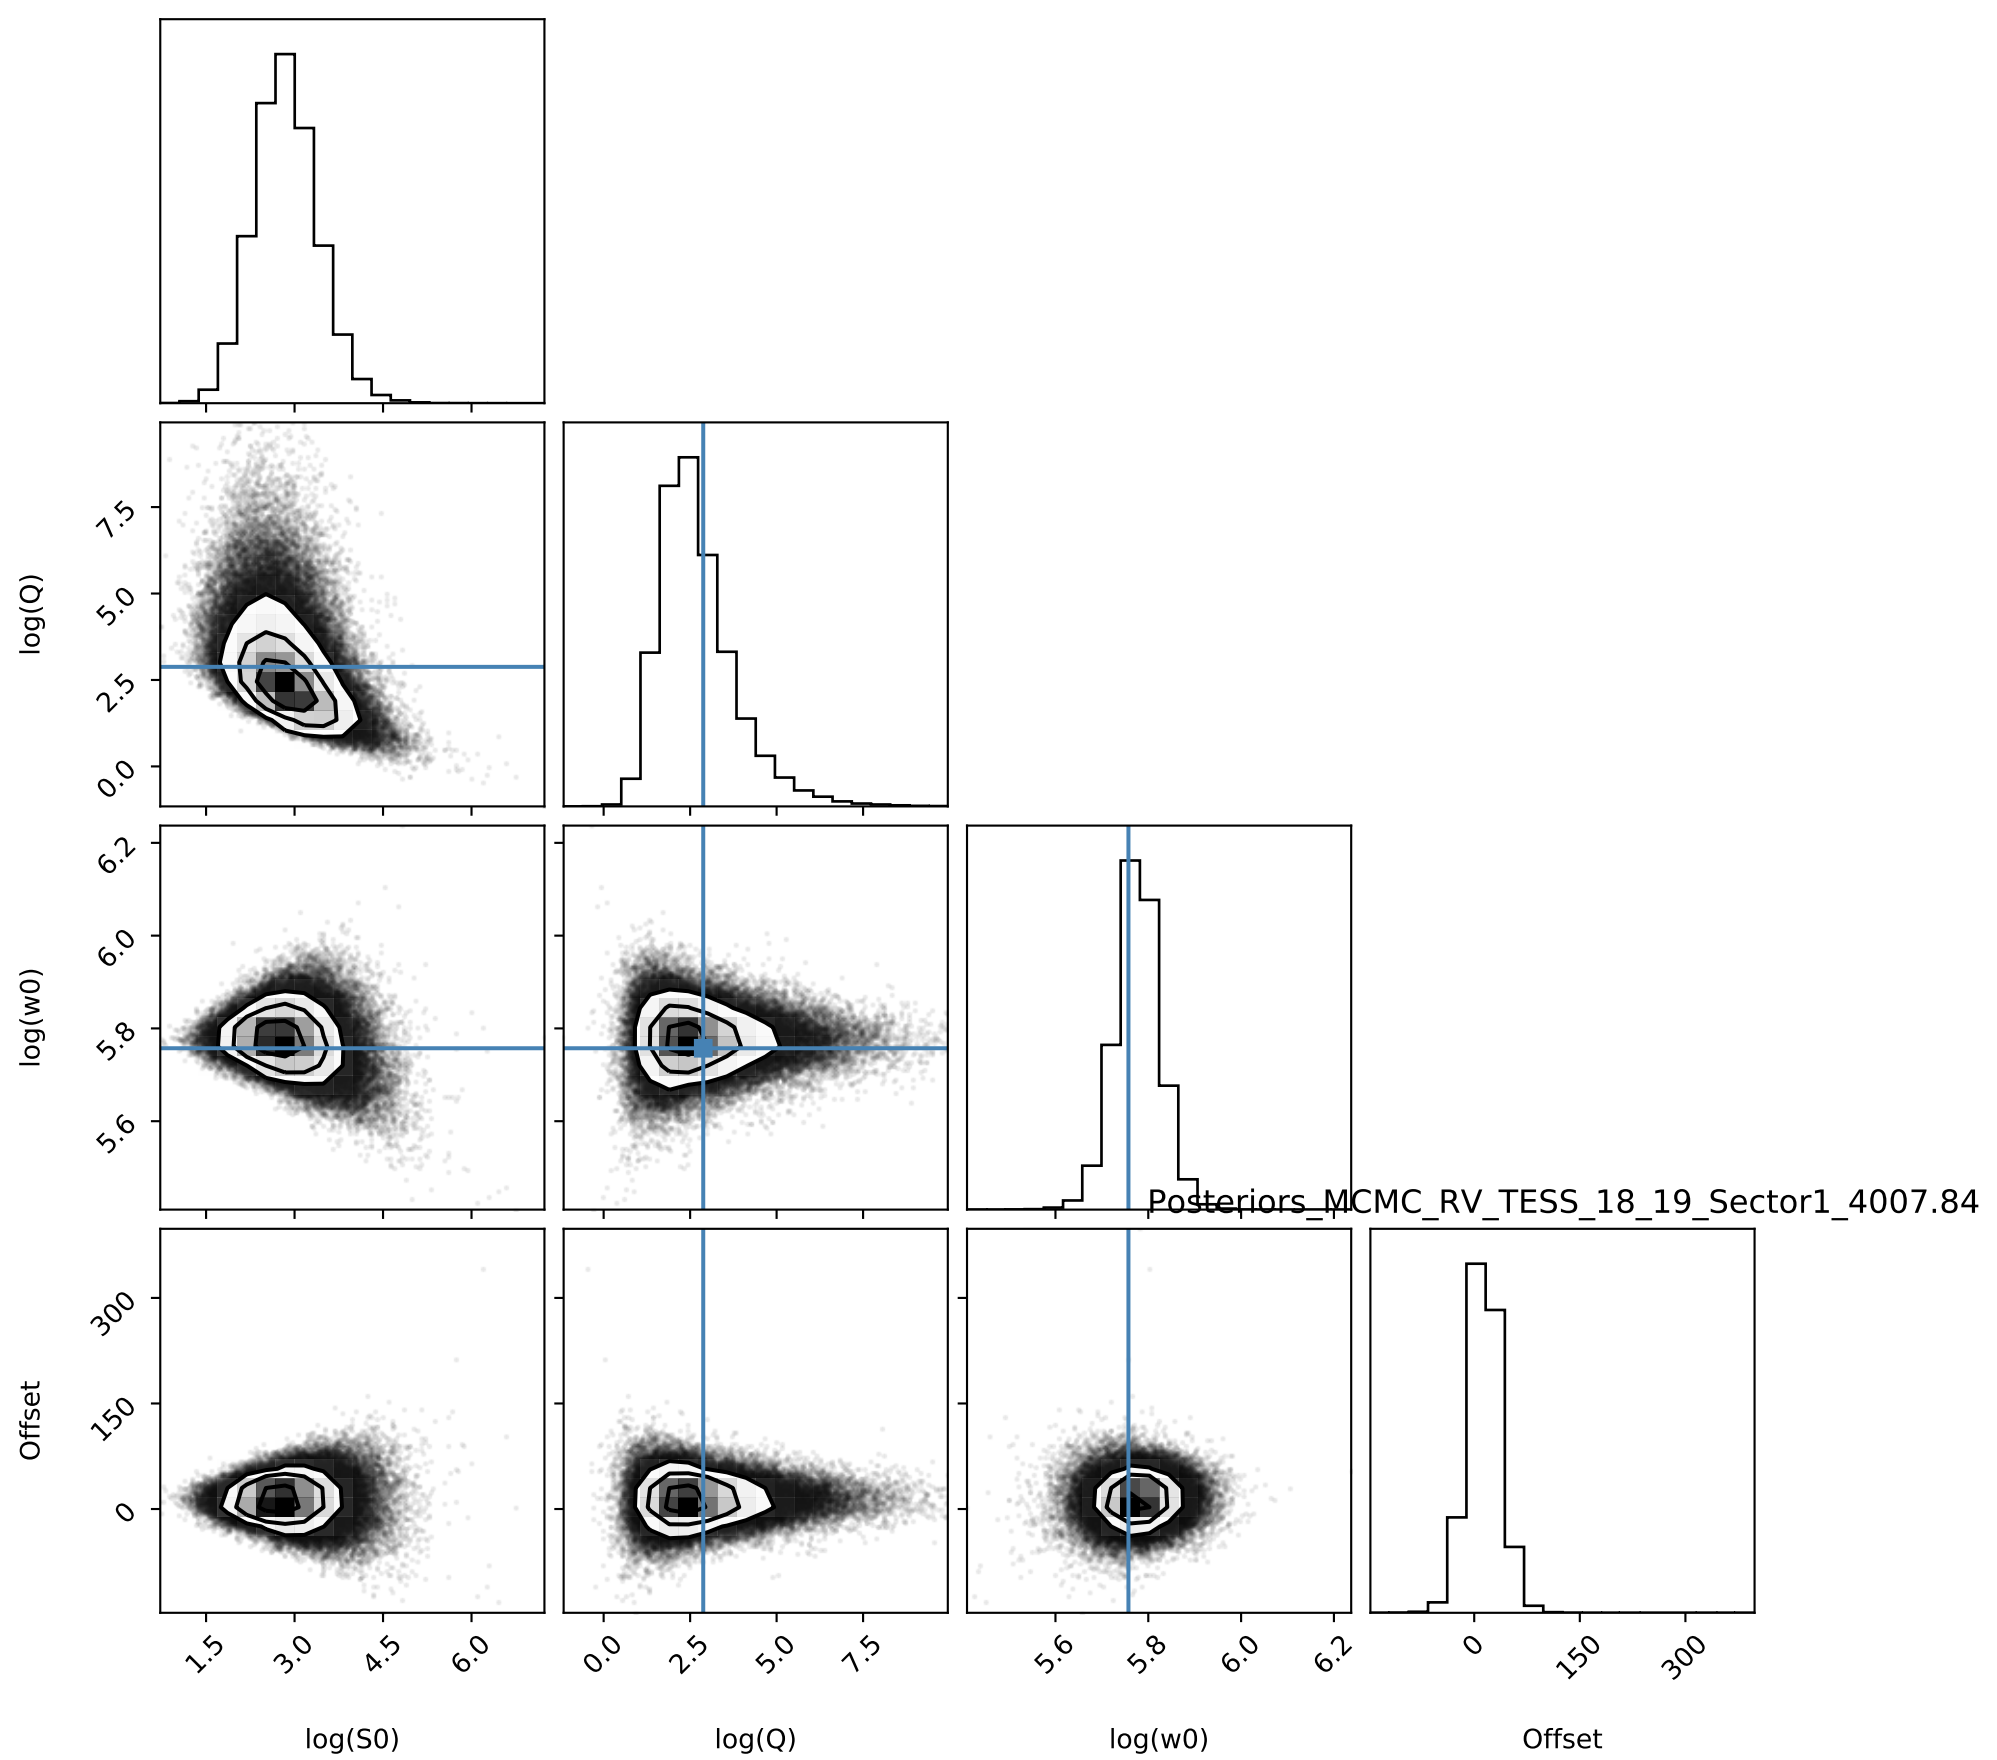 log(Q)
7.5
5.0
2.5
0.0
log(w0)
6.2
6.0
5.8
5.6
Posteriors_MCMC_RV_TESS_18_19_Sector1_4007.84
Offset
300
150
0
1.5 3.0 4.5 6.0 0.0 2.5 5.0 7.5 5.6 5.8 6.0 6.2 0 150 300
log(S0) log(Q) log(w0) Offset